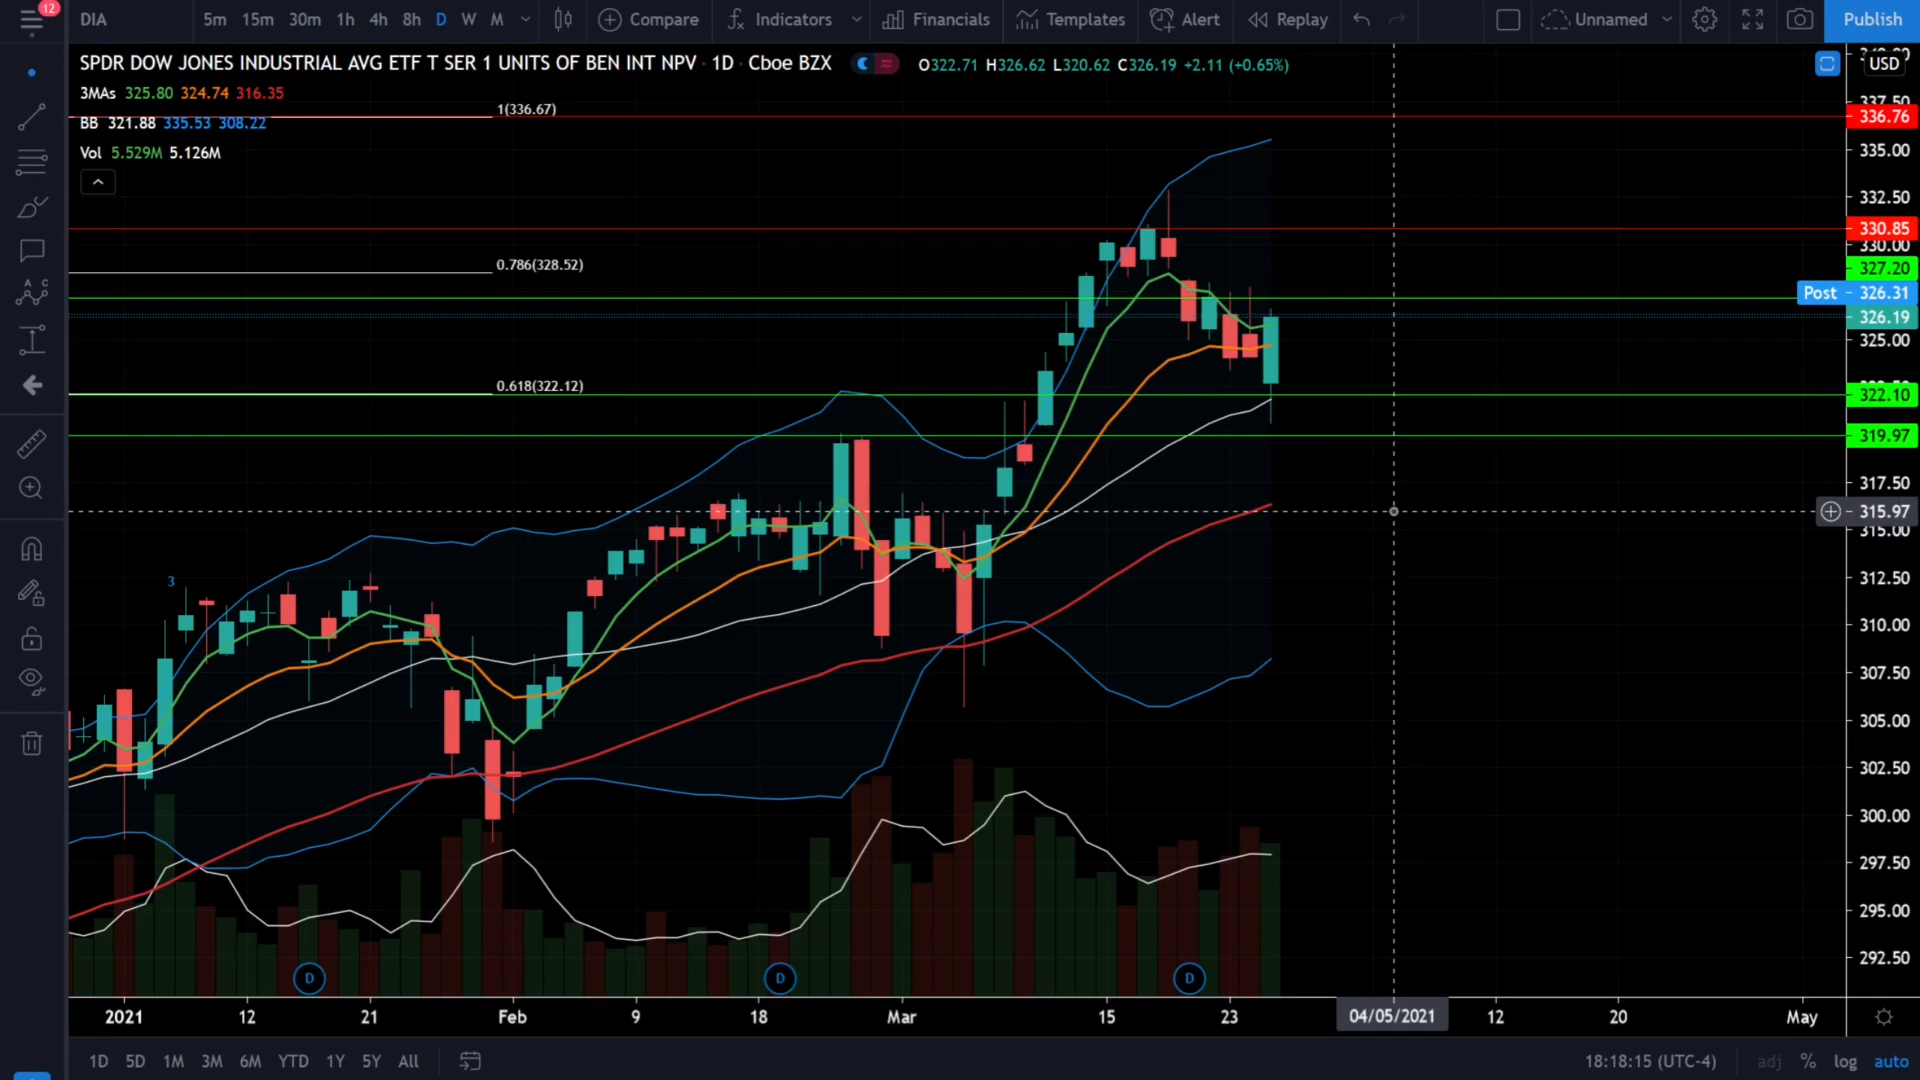 12
DIA
5m 15m 30m 1h 4h 8h D W M
Compare
Indicators
Financials
Templates
Alert
Replay
Unnamed
Publish
SPDR DOW JONES INDUSTRIAL AVG ETF T SER 1 UNITS OF BEN INT NPV · 1D · Cboe BZX
O322.71 H326.62 L320.62 C326.19 +2.11 (+0.65%)
3MAs 325.80 324.74 316.35
BB 321.88 335.53 308.22
Vol 5.529M 5.126M
1(336.67)
0.786(328.52)
0.618(322.12)
3
USD
336.76
335.00
332.50
330.85
330.00
327.20
Post 326.31
326.19
325.00
322.10
319.97
317.50
315.97
315.00
312.50
310.00
307.50
305.00
302.50
300.00
297.50
295.00
292.50
D
D
D
2021 12 21 Feb 9 18 Mar 15 23 04/05/2021 12 20 May
1D 5D 1M 3M 6M YTD 1Y 5Y All
18:18:15 (UTC-4)
adj % log auto